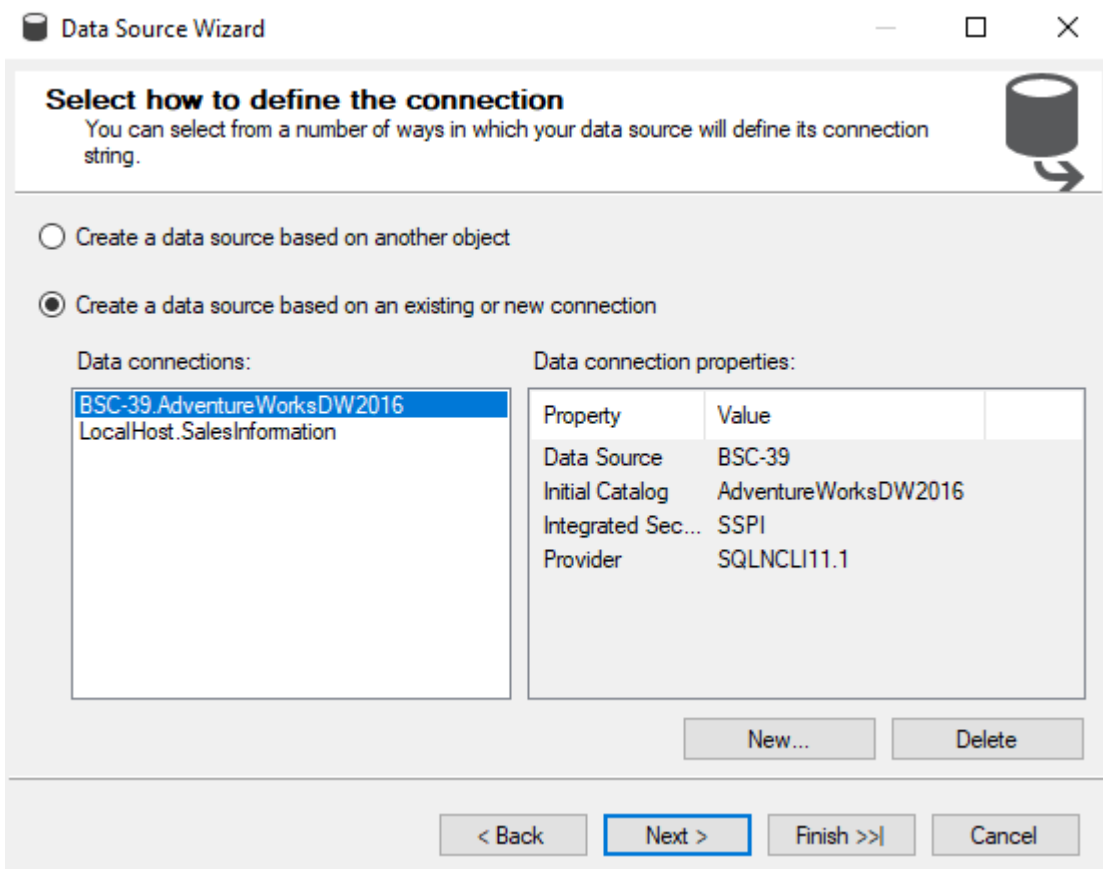 Data Source Wizard
Select how to define the connection
You can select from a number of ways in which your data source will define its connection
string.
Create a data source based on another object
Create a data source based on an existing or new connection
Data connections:
BSC-39.AdventureWorksDW2016
LocalHost.SalesInformation
Data connection properties:
Property Value
Data Source BSC-39
Initial Catalog AdventureWorksDW2016
Integrated Sec... SSPI
Provider SQLNCLI11.1
New... Delete
< Back Next > Finish >>| Cancel